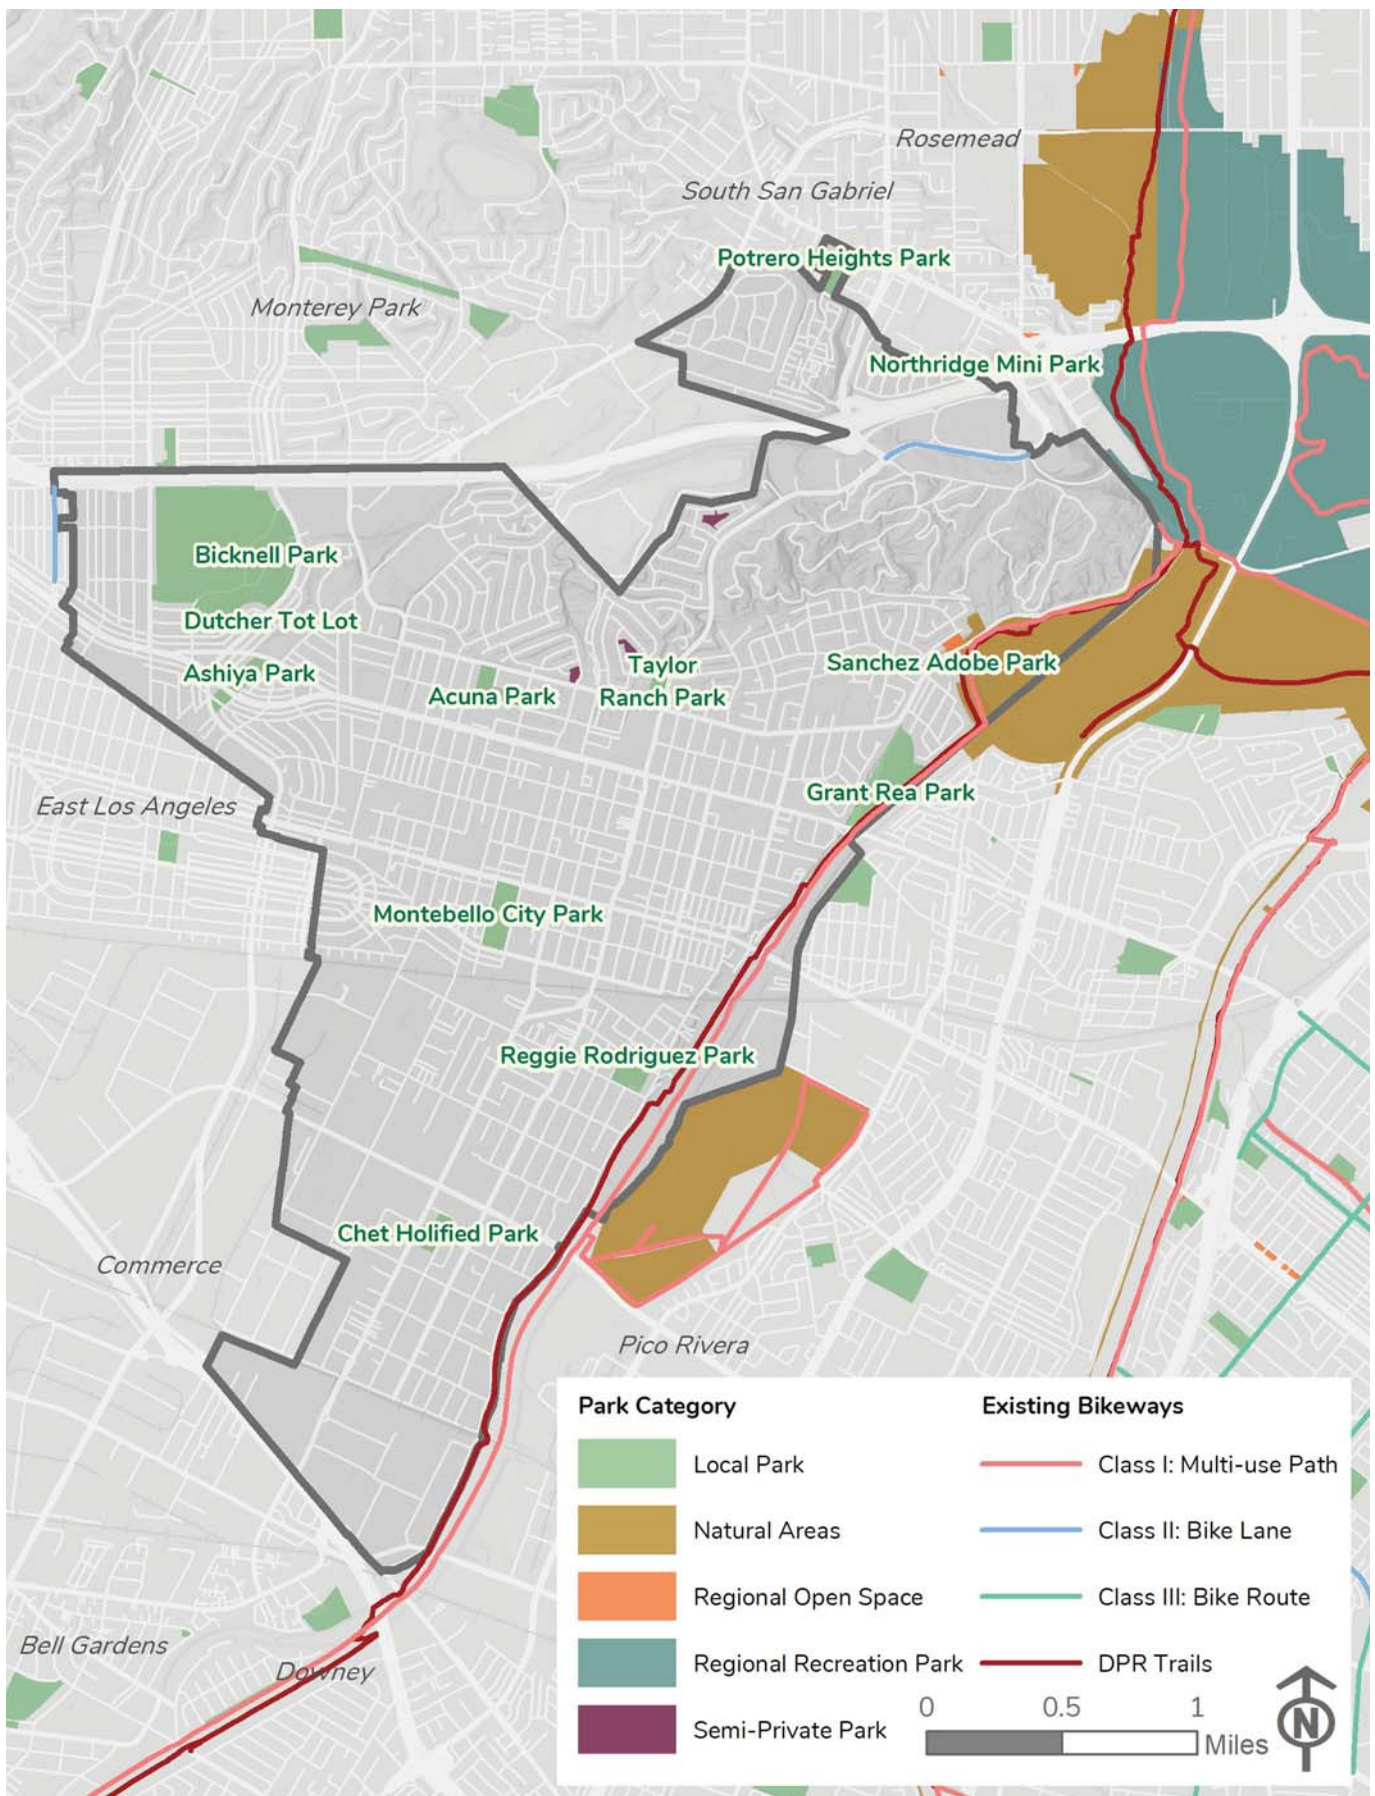 Rosemead
South San Gabriel
Potrero Heights Park
Monterey Park
Northridge Mini Park
Bicknell Park
Dutcher Tot Lot
Ashiya Park
Acuna Park
Taylor
Ranch Park
Sanchez Adobe Park
Grant Rea Park
East Los Angeles
Montebello City Park
Reggie Rodriguez Park
Chet Holified Park
Commerce
Pico Rivera
Bell Gardens
Downey
Park Category
Local Park
Natural Areas
Regional Open Space
Regional Recreation Park
Semi-Private Park
Existing Bikeways
Class I: Multi-use Path
Class II: Bike Lane
Class III: Bike Route
DPR Trails
0 0.5 1
Miles
N